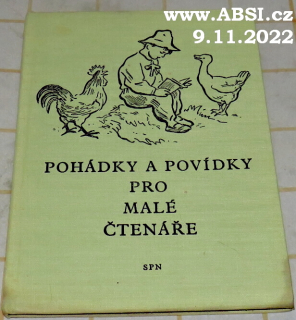 www.ABSI.cz
9.11.2022
POHÁDKY A POVÍDKY
PRO
MALÉ
ČTENÁŘE
SPN